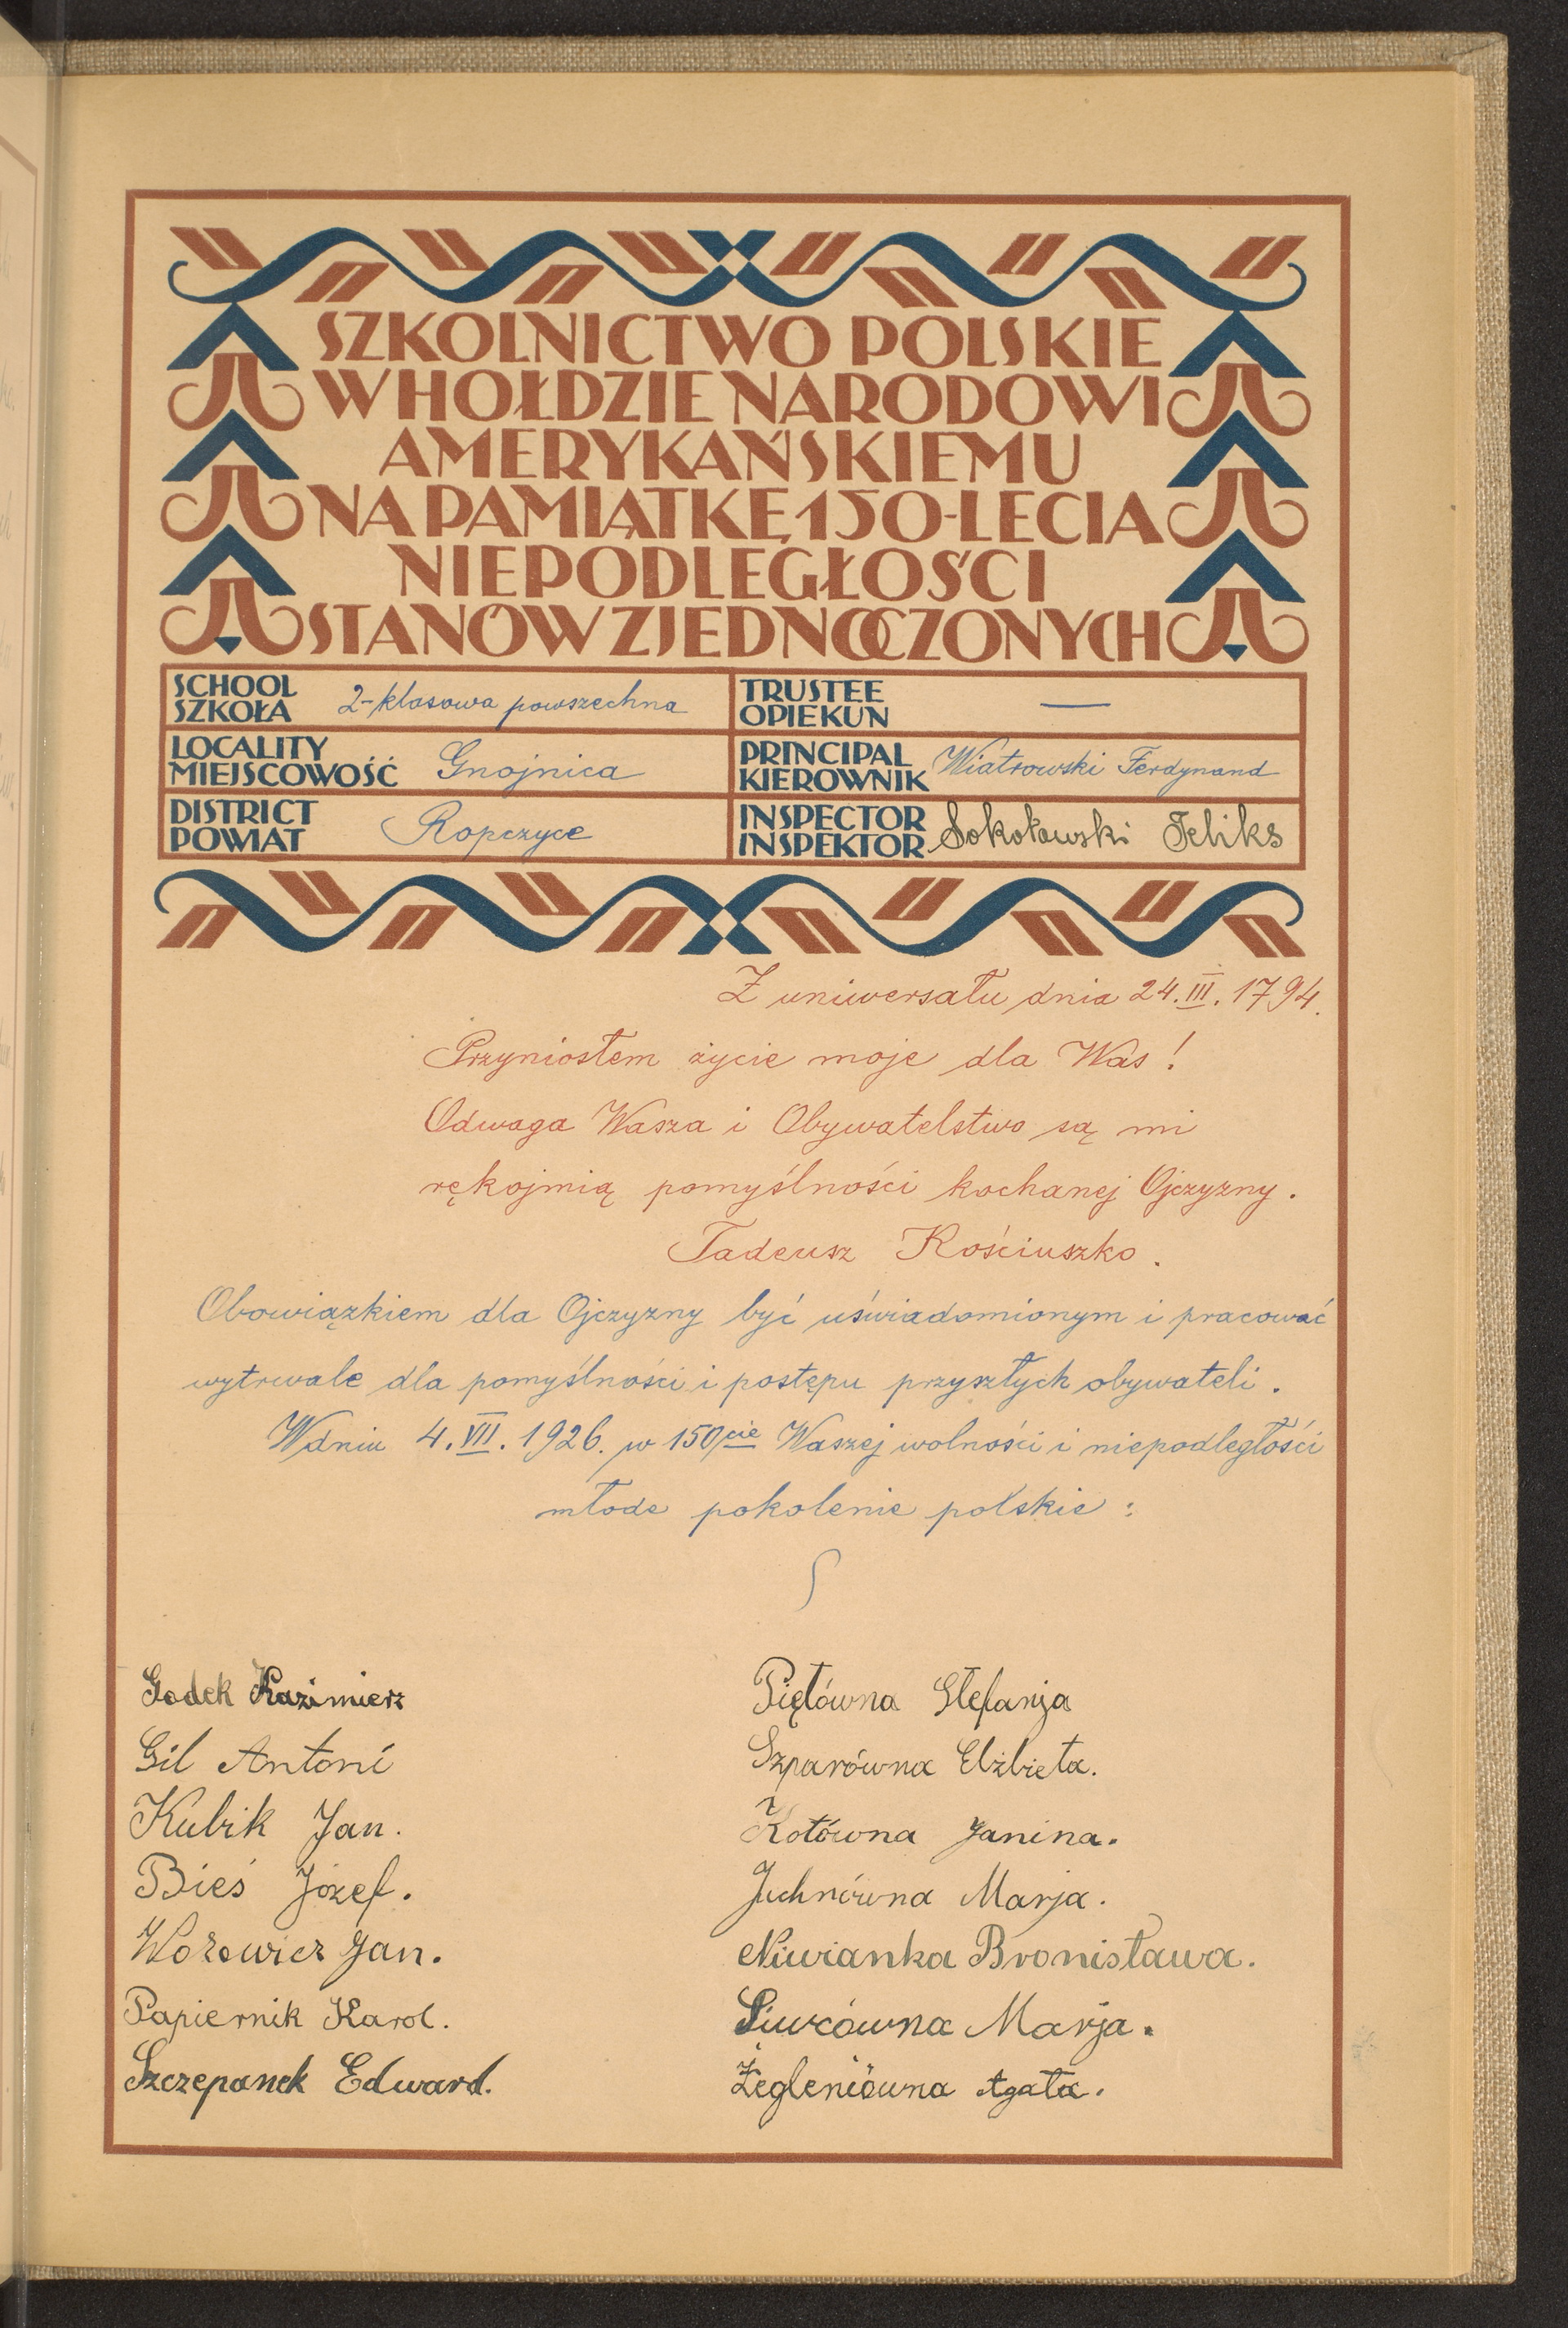 SZKOLNICTWO POLSKIE
W HOŁDZIE NARODOWI
AMERYKAŃSKIEMU
NA PAMIĄTKĘ 150-LECIA
NIEPODLEGŁOŚCI
STANÓW ZJEDNOCZONYCH
SCHOOL
SZKOŁA 2-klasowa powszechna
TRUSTEE
OPIEKUN —
LOCALITY
MIEJSCOWOŚĆ Gnojnica
PRINCIPAL
KIEROWNIK Wiatrowski Ferdynand
DISTRICT
POWIAT Ropczyce
INSPECTOR
INSPEKTOR Sokołowski Feliks
Z uniwersału dnia 24.III.1794.
Przyniosłem życie moje dla Was!
Odwaga Wasza i Obywatelstwo są mi
rękojmią pomyślności kochanej Ojczyzny.
Tadeusz Kościuszko.
Obowiązkiem dla Ojczyzny być uświadomionym i pracować
wytrwale dla pomyślności i postępu przyszłych obywateli.
W dniu 4.VII.1926. w 150cie Waszej wolności i niepodległości
młode pokolenie polskie:
Godek Kazimierz
Gil Antoni
Kubik Jan.
Bieś Józef.
Wożowicz Jan.
Papiernik Karol.
Szczepanek Edward.
Piętówna Stefanja
Szparówna Elżbieta.
Kotówna Janina.
Juchnówna Marja.
Niwianka Bronisława.
Siwcówna Marja.
Żegleniówna Agata.